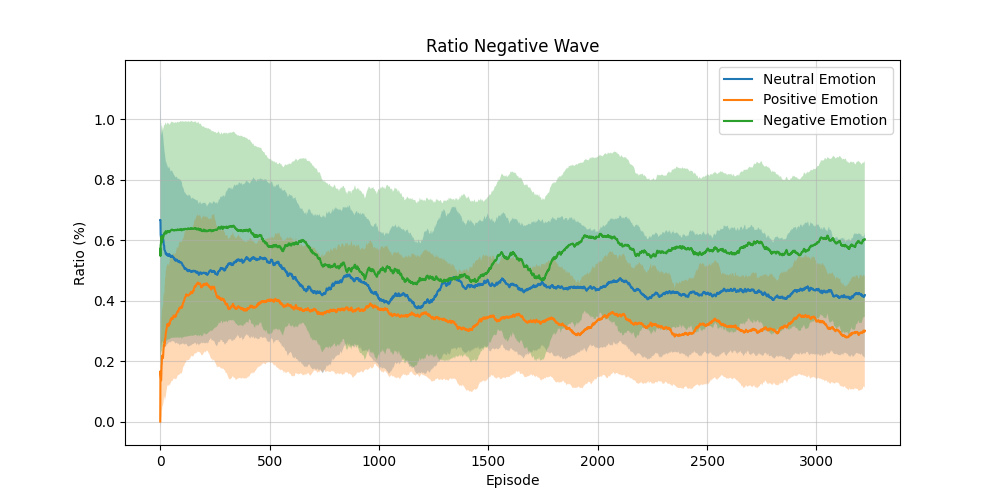 Ratio Negative Wave
Neutral Emotion
Positive Emotion
Negative Emotion
Ratio (%)
1.0
0.8
0.6
0.4
0.2
0.0
0 500 1000 1500 2000 2500 3000
Episode